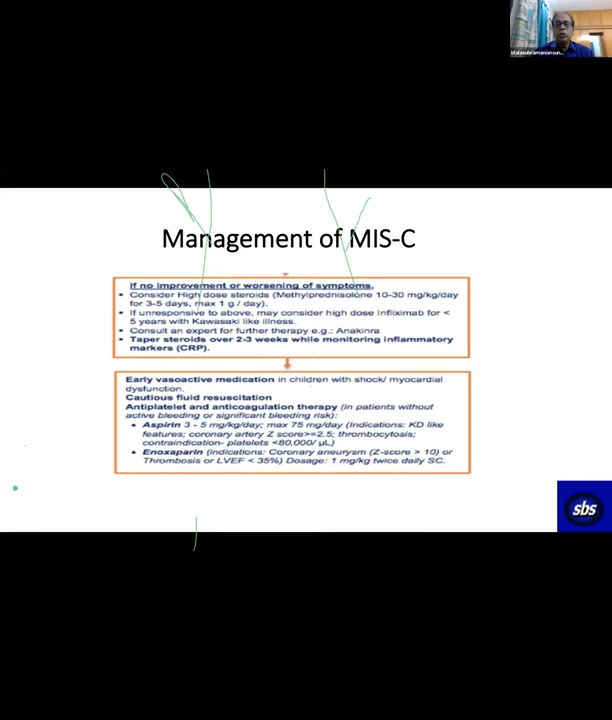 blalasubramaniansun...
Management of MIS-C
If no improvement or worsening of symptoms,
• Consider High dose steroids (Methylprednisolone 10-30 mg/kg/day
for 3-5 days, max 1 g / day).
• If unresponsive to above, may consider high dose Infliximab for <
5 years with Kawasaki like illness.
• Consult an expert for further therapy e.g.: Anakinra
• Taper steroids over 2-3 weeks while monitoring inflammatory
markers (CRP).
Early vasoactive medication in children with shock/ myocardial
dysfunction.
Cautious fluid resuscitation
Antiplatelet and anticoagulation therapy (in patients without
active bleeding or significant bleeding risk):
• Aspirin 3 - 5 mg/kg/day; max 75 mg/day (Indications: KD like
features; coronary artery Z score>=2.5; thrombocytosis;
contraindication- platelets <80,000/ µL)
• Enoxaparin (indications: Coronary aneurysm (Z-score > 10) or
Thrombosis or LVEF < 35%) Dosage: 1 mg/kg twice daily SC.
sbs